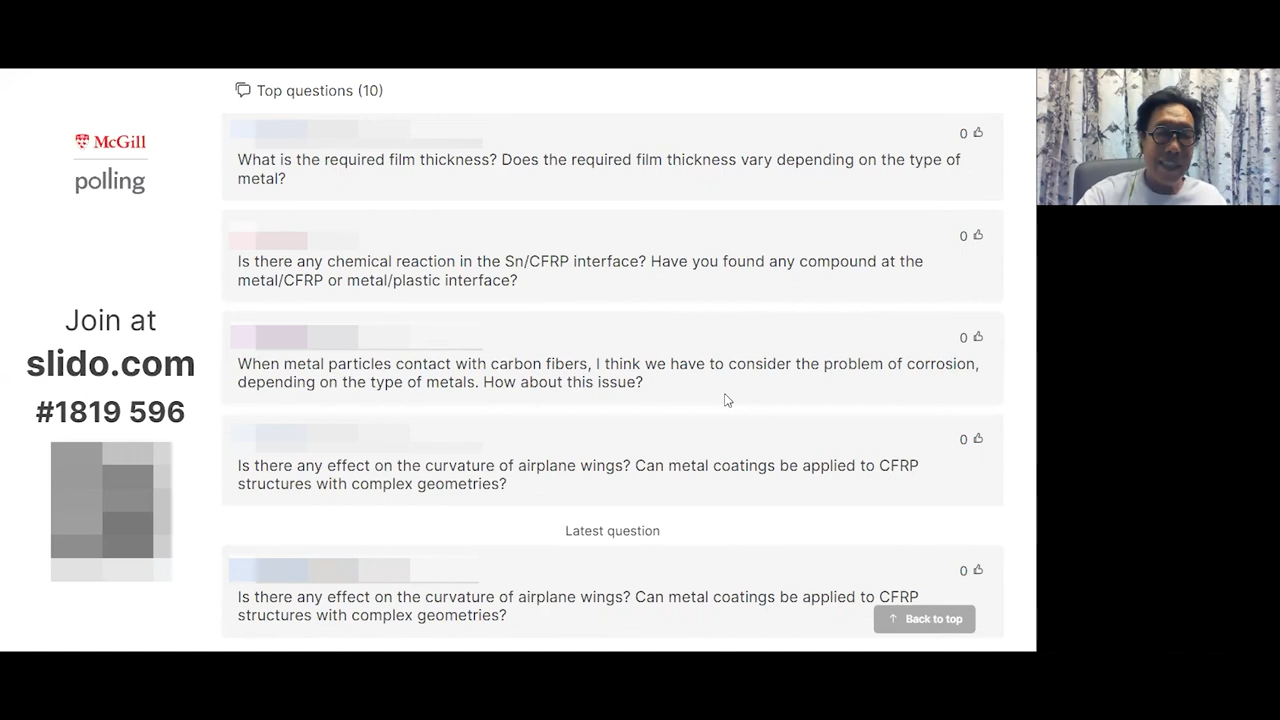 Top questions (10)
McGill
polling
Join at
slido.com
#1819 596
0
What is the required film thickness? Does the required film thickness vary depending on the type of
metal?
0
Is there any chemical reaction in the Sn/CFRP interface? Have you found any compound at the
metal/CFRP or metal/plastic interface?
0
When metal particles contact with carbon fibers, I think we have to consider the problem of corrosion,
depending on the type of metals. How about this issue?
0
Is there any effect on the curvature of airplane wings? Can metal coatings be applied to CFRP
structures with complex geometries?
Latest question
0
Is there any effect on the curvature of airplane wings? Can metal coatings be applied to CFRP
structures with complex geometries?
↑ Back to top